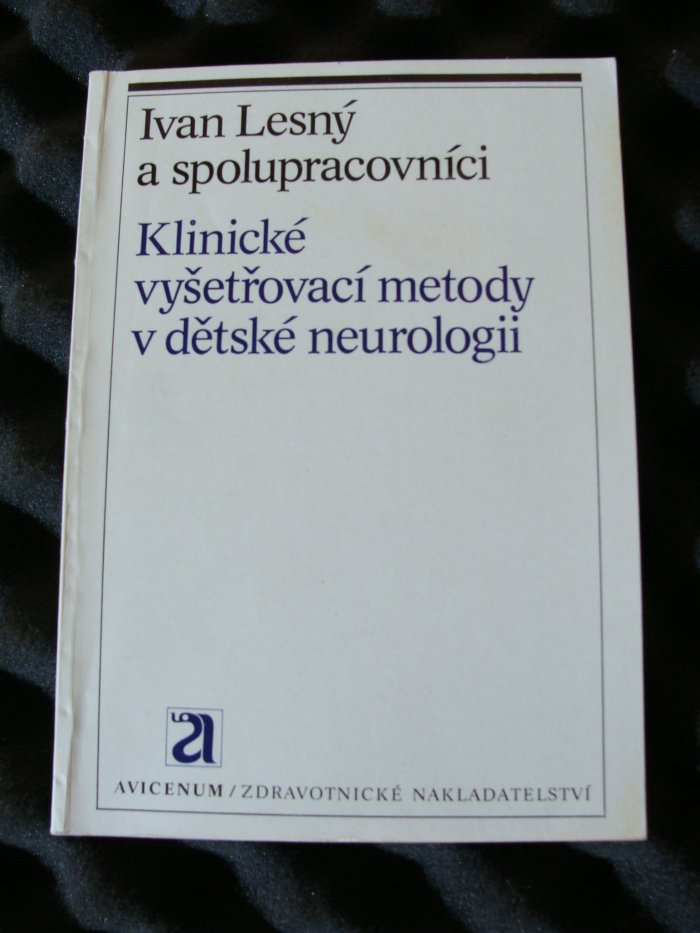 Ivan Lesný
a spolupracovníci
Klinické
vyšetřovací metody
v dětské neurologii
a
AVICENUM / ZDRAVOTNICKÉ NAKLADATELSTVÍ